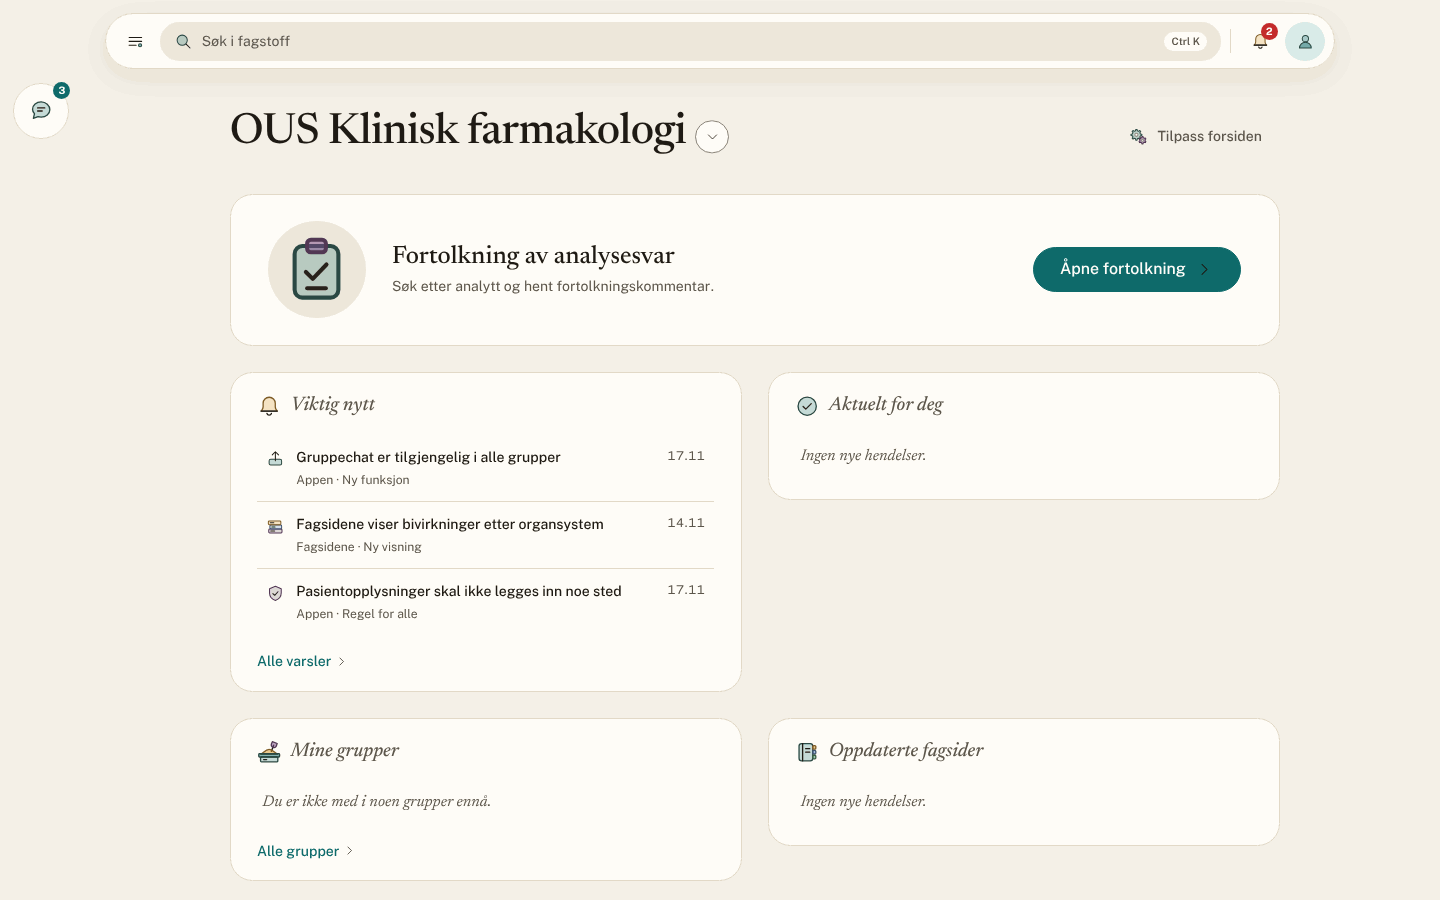 Søk i fagstoff
Ctrl K
2
3
OUS Klinisk farmakologi
Tilpass forsiden
Fortolkning av analysesvar
Søk etter analytt og hent fortolkningskommentar.
Åpne fortolkning
Viktig nytt
Gruppechat er tilgjengelig i alle grupper
17.11
Appen · Ny funksjon
Fagsidene viser bivirkninger etter organsystem
14.11
Fagsidene · Ny visning
Pasientopplysninger skal ikke legges inn noe sted
17.11
Appen · Regel for alle
Alle varsler
Aktuelt for deg
Ingen nye hendelser.
Mine grupper
Du er ikke med i noen grupper ennå.
Alle grupper
Oppdaterte fagsider
Ingen nye hendelser.